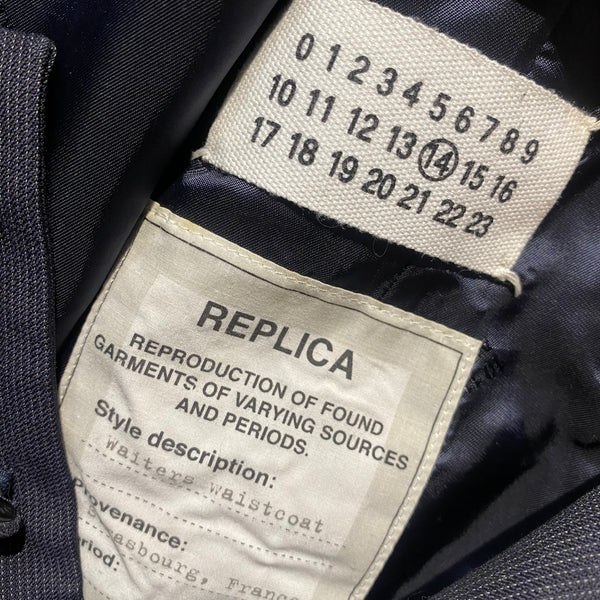 0 1 2 3 4 5 6 7 8 9
10 11 12 13 14 15 16
17 18 19 20 21 22 23
REPLICA
REPRODUCTION OF FOUND
GARMENTS OF VARYING SOURCES
AND PERIODS.
Style description:
Waiters waistcoat
Provenance: